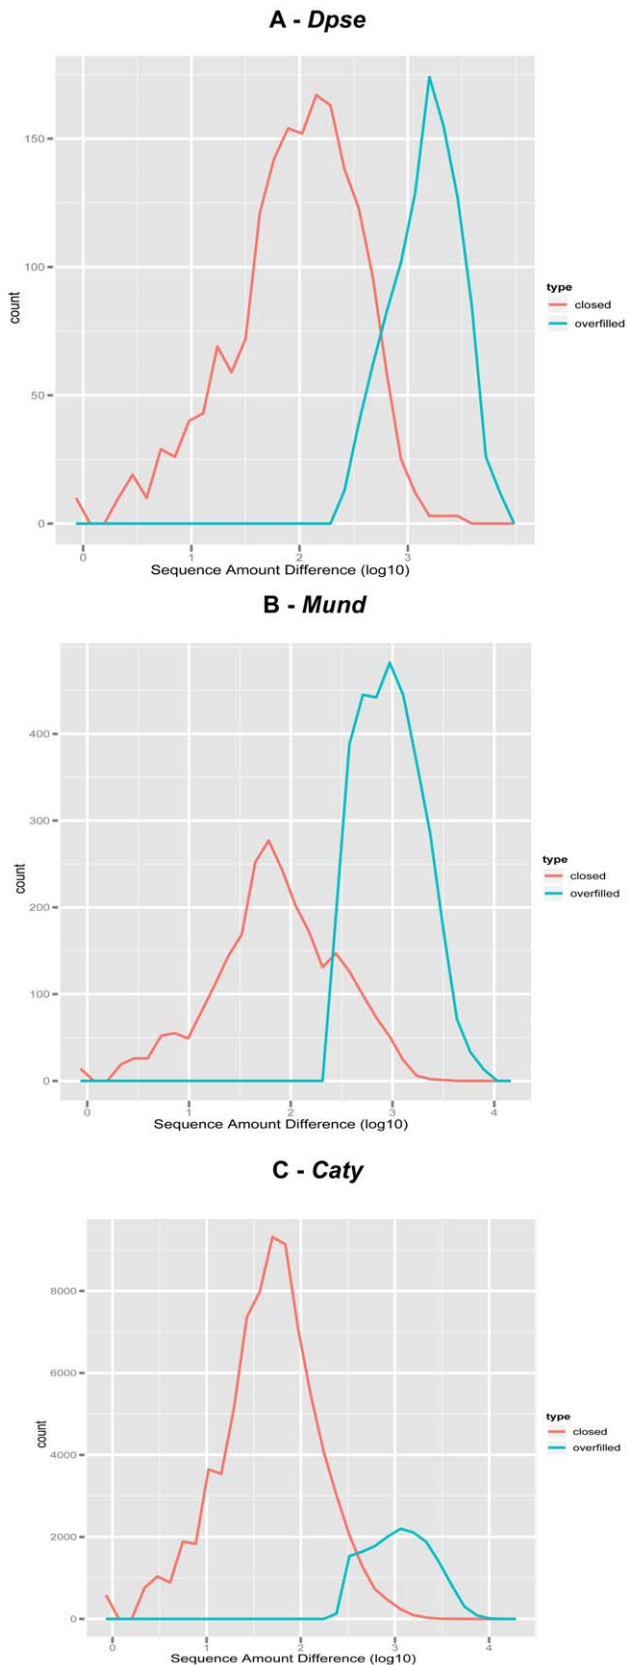 A - Dpse
150
100
50
0
count
0 1 2 3
Sequence Amount Difference (log10)
type
closed
overfilled
B - Mund
400
300
200
100
0
count
0 1 2 3 4
Sequence Amount Difference (log10)
type
closed
overfilled
C - Caty
8000
6000
4000
2000
0
count
0 1 2 3 4
Sequence Amount Difference (log10)
type
closed
overfilled